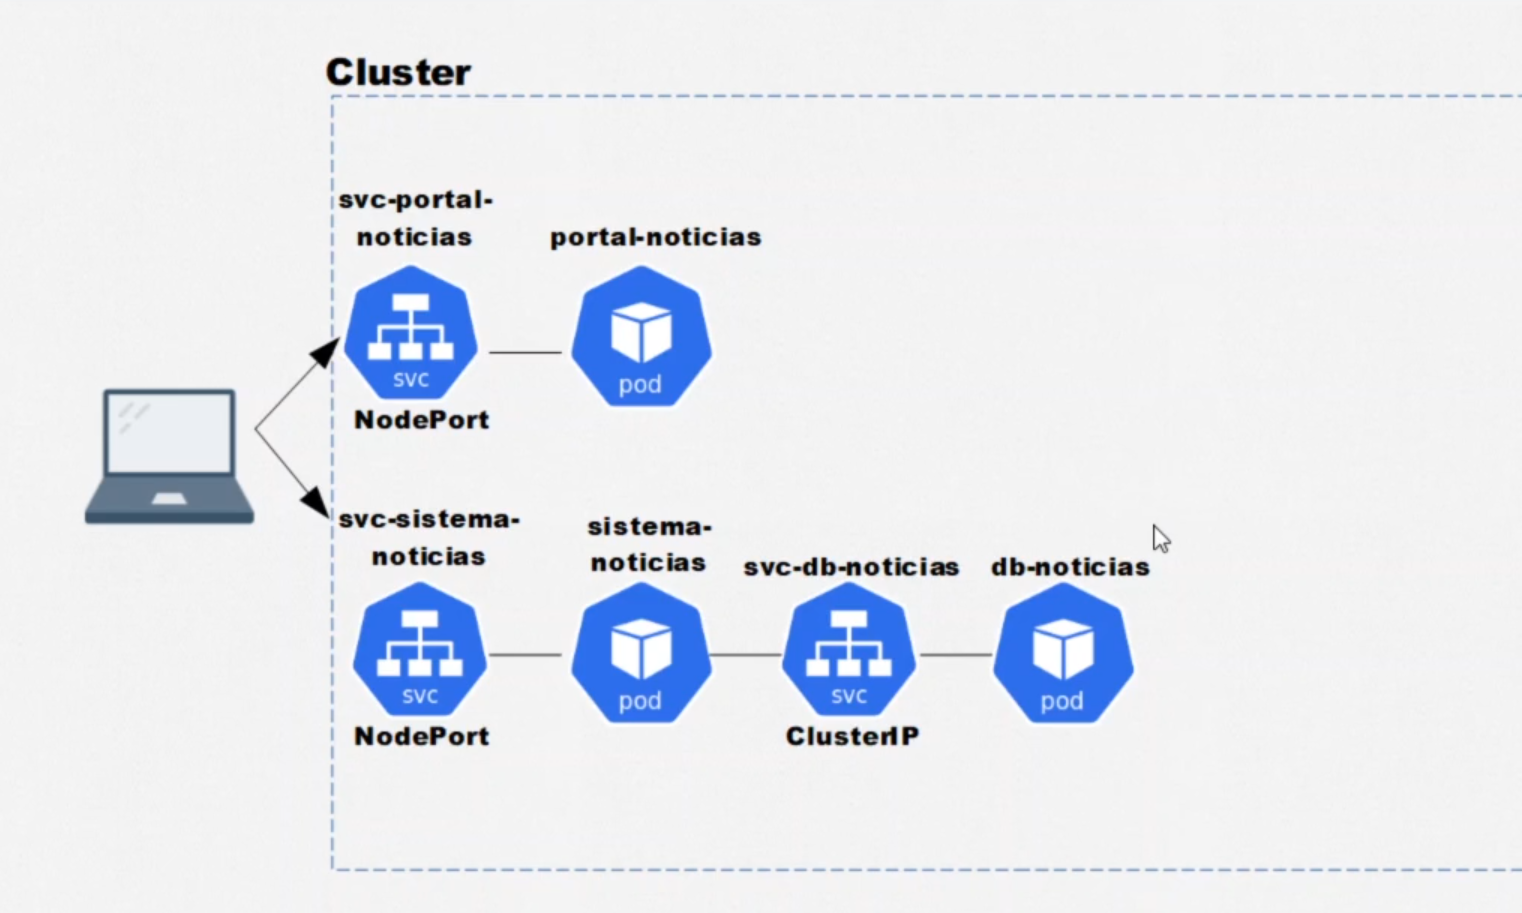 Cluster
svc-portal-
noticias
portal-noticias
svc
NodePort
pod
svc-sistema-
noticias
sistema-
noticias
svc-db-noticias
db-noticias
svc
NodePort
pod
svc
ClusterIP
pod